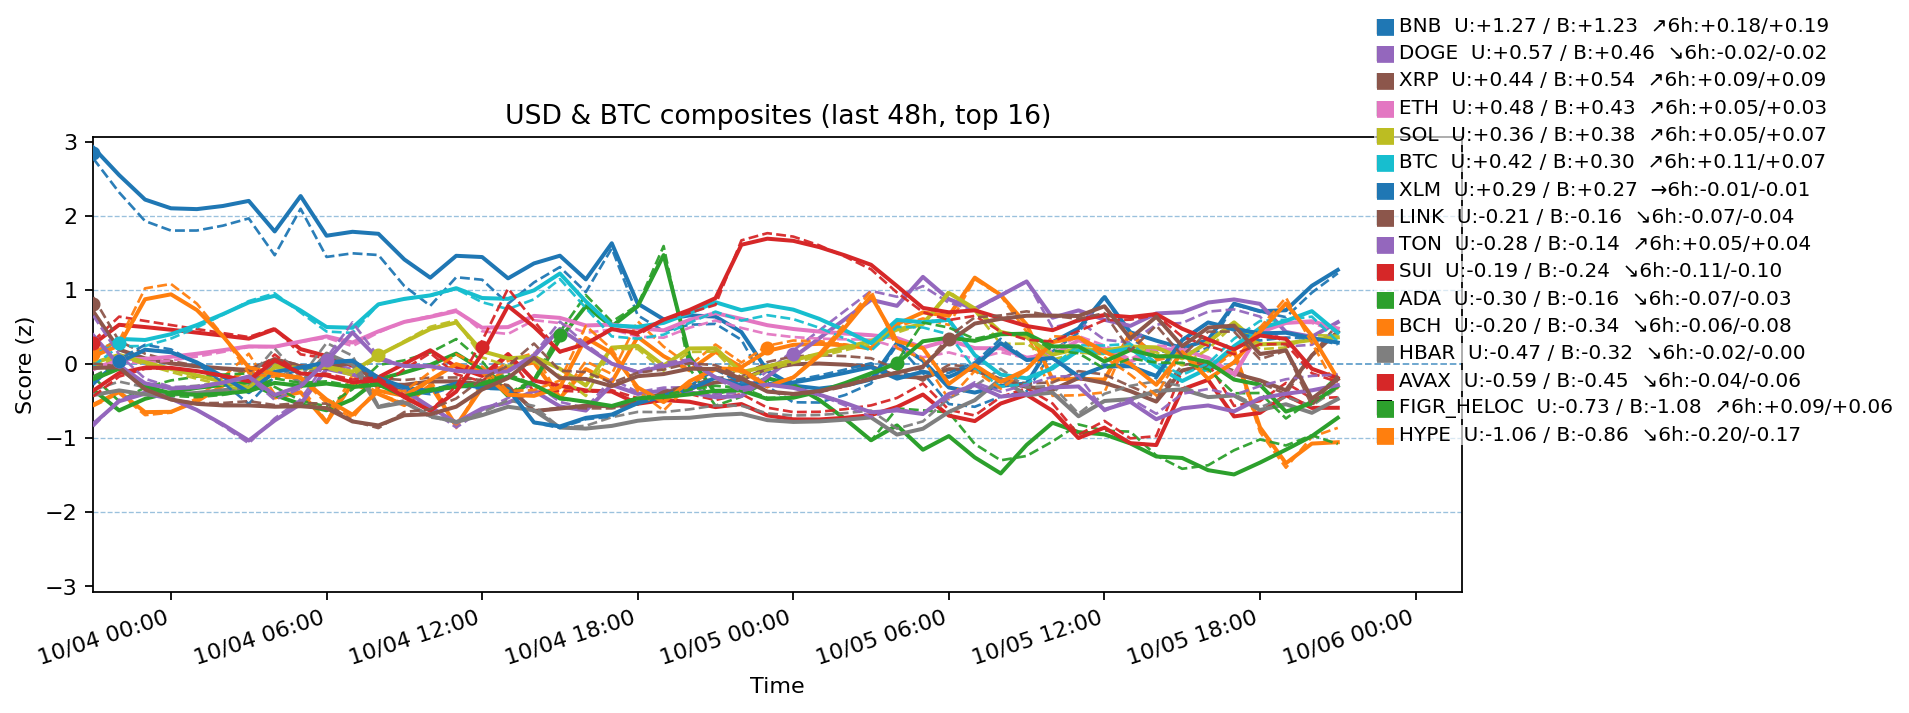 BNB  U:+1.27 / B:+1.23  ↗6h:+0.18/+0.19
DOGE  U:+0.57 / B:+0.46  ↘6h:-0.02/-0.02
XRP  U:+0.44 / B:+0.54  ↗6h:+0.09/+0.09
ETH  U:+0.48 / B:+0.43  ↗6h:+0.05/+0.03
SOL  U:+0.36 / B:+0.38  ↗6h:+0.05/+0.07
BTC  U:+0.42 / B:+0.30  ↗6h:+0.11/+0.07
XLM  U:+0.29 / B:+0.27  →6h:-0.01/-0.01
LINK  U:-0.21 / B:-0.16  ↘6h:-0.07/-0.04
TON  U:-0.28 / B:-0.14  ↗6h:+0.05/+0.04
SUI  U:-0.19 / B:-0.24  ↘6h:-0.11/-0.10
ADA  U:-0.30 / B:-0.16  ↘6h:-0.07/-0.03
BCH  U:-0.20 / B:-0.34  ↘6h:-0.06/-0.08
HBAR  U:-0.47 / B:-0.32  ↘6h:-0.02/-0.00
AVAX  U:-0.59 / B:-0.45  ↘6h:-0.04/-0.06
FIGR_HELOC  U:-0.73 / B:-1.08  ↗6h:+0.09/+0.06
HYPE  U:-1.06 / B:-0.86  ↘6h:-0.20/-0.17
USD & BTC composites (last 48h, top 16)
Score (z)
3
2
1
0
−1
−2
−3
10/04 00:00
10/04 06:00
10/04 12:00
10/04 18:00
10/05 00:00
10/05 06:00
10/05 12:00
10/05 18:00
10/06 00:00
Time